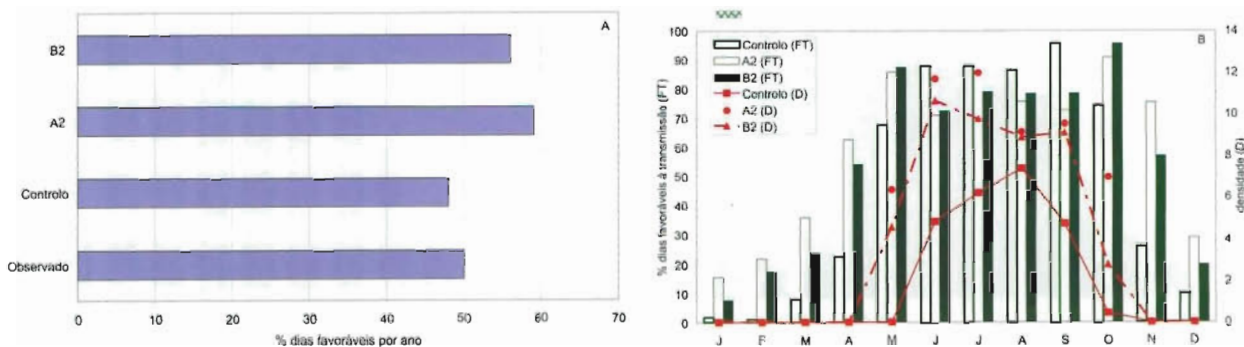 A
B2
A2
Controlo
Observado
0 10 20 30 40 50 60 70
% dias favoráveis por ano
B
Controlo (FT)
A2 (FT)
B2 (FT)
Controlo (D)
A2 (D)
B2 (D)
% dias favoráveis à transmissão (FT)
100
90
80
70
60
50
40
30
20
10
0
14
12
10
8
6
4
2
0
densidade (D)
J F M A M J J A S O N D